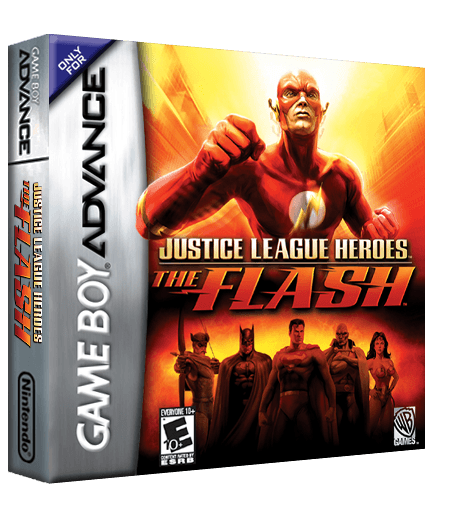 GAME BOY
ADVANCE
JUSTICE LEAGUE HEROES
THE FLASH
Nintendo
ONLY
FOR
GAME BOY ADVANCE
JUSTICE LEAGUE HEROES
THE FLASH
EVERYONE 10+
E
10+
CONTENT RATED BY
ESRB
WB
GAMES